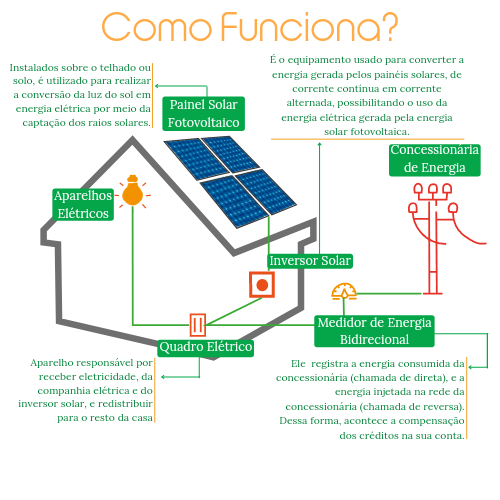 Como Funciona?
Instalados sobre o telhado ou
solo, é utilizado para realizar
a conversão da luz do sol em
energia elétrica por meio da
captação dos raios solares.
Painel Solar
Fotovoltaico
É o equipamento usado para converter a
energia gerada pelos painéis solares, de
corrente contínua em corrente
alternada, possibilitando o uso da
energia elétrica gerada pela energia
solar fotovoltaica.
Concessionária
de Energia
Aparelhos
Elétricos
Inversor Solar
Medidor de Energia
Bidirecional
Quadro Elétrico
Aparelho responsável por
receber eletricidade, da
companhia elétrica e do
inversor solar, e redistribuir
para o resto da casa
Ele registra a energia consumida da
concessionária (chamada de direta), e a
energia injetada na rede da
concessionária (chamada de reversa).
Dessa forma, acontece a compensação
dos créditos na sua conta.